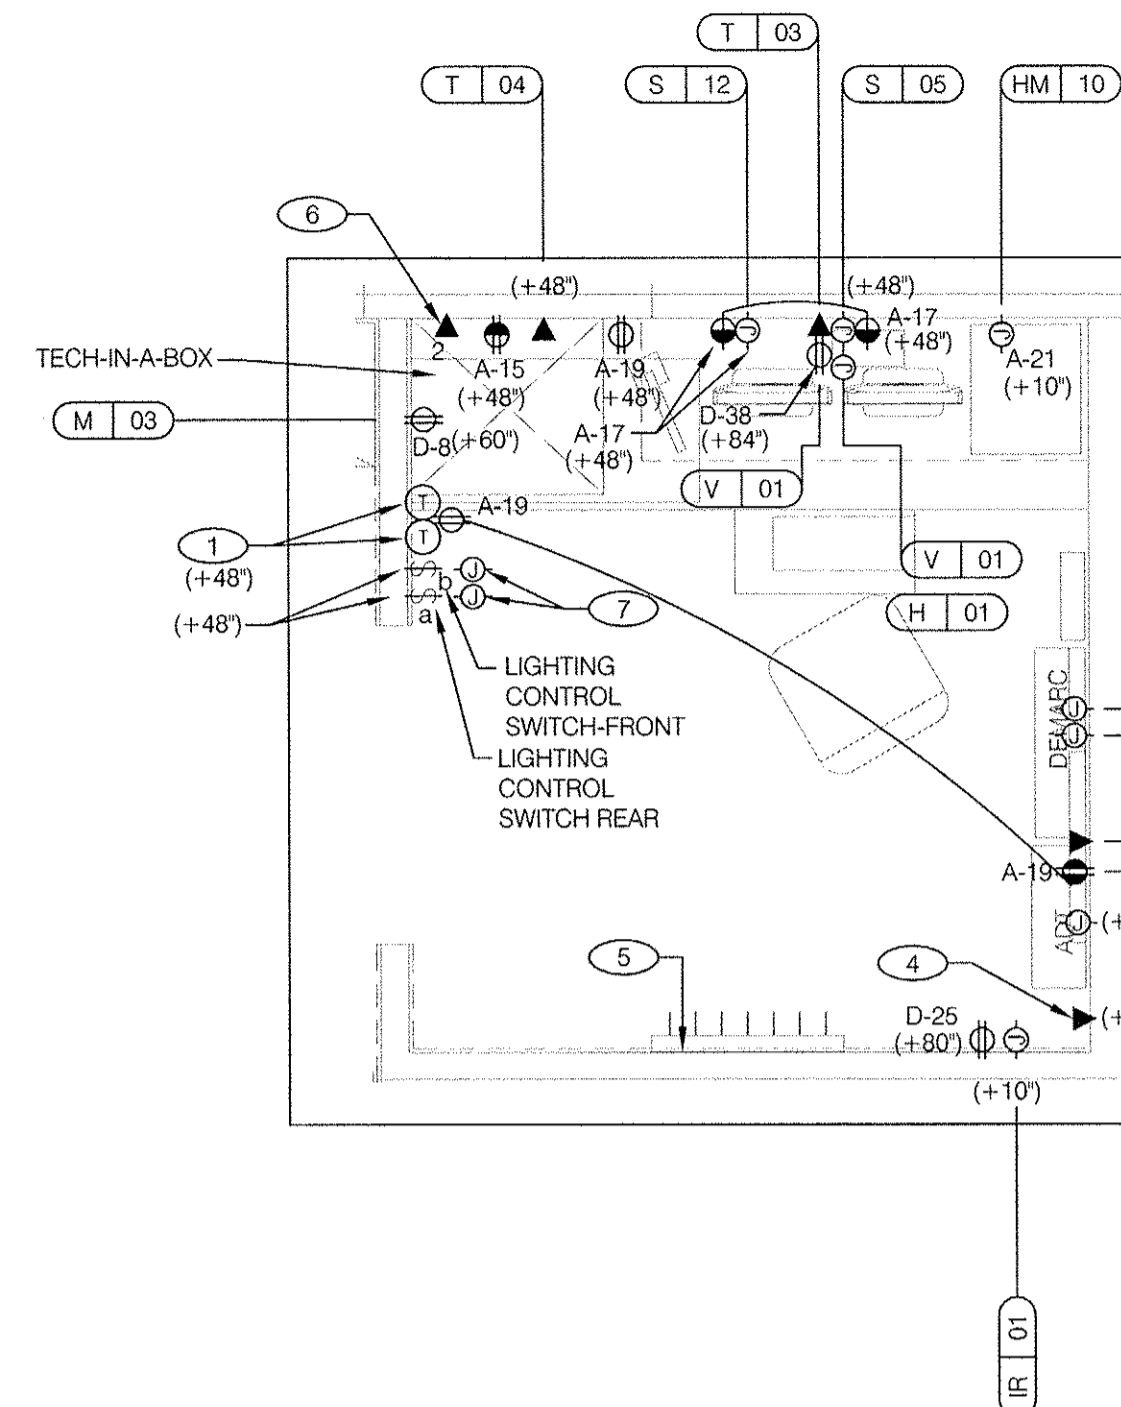 T 03
T 04
S 12
S 05
HM 10
6
(+48")
(+48")
TECH-IN-A-BOX
2
A-15
(+48")
A-19
(+48")
A-17
(+48")
A-21
(+10")
M 03
D-8 (+60")
A-17
(+48")
D-38
(+84")
V 01
T
A-19
T
1
(+48")
V 01
b
J
(+48")
J
a
7
H 01
LIGHTING
CONTROL
SWITCH-FRONT
LIGHTING
CONTROL
SWITCH REAR
DEMARC
J
J
A-19
ADT
J
(+
5
4
D-25
(+80")
(+
(+10")
IR 01